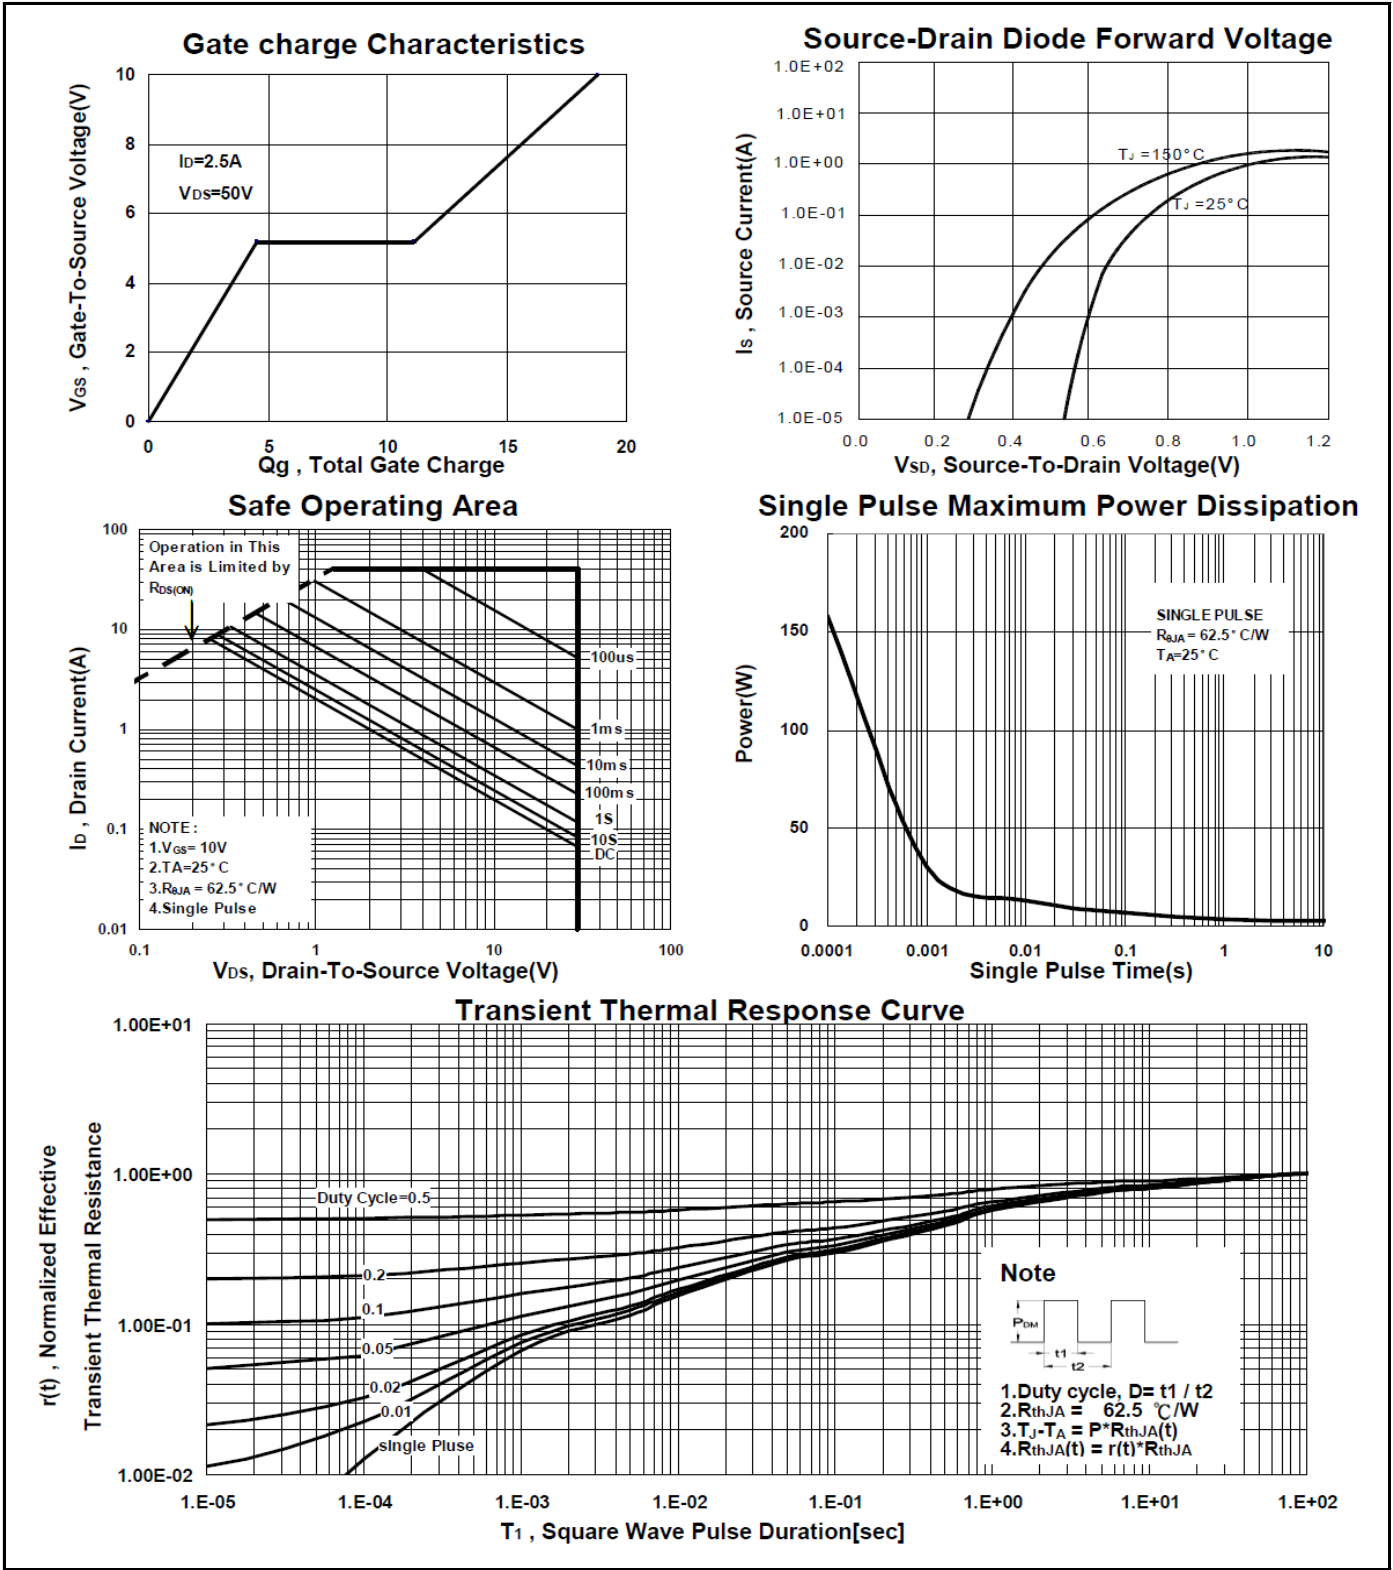 Gate charge Characteristics
VGS , Gate-To-Source Voltage(V)
10
8
6
4
2
0
ID=2.5A
VDS=50V
0 5 10 15 20
Qg , Total Gate Charge
Source-Drain Diode Forward Voltage
IS , Source Current(A)
1.0E+02
1.0E+01
1.0E+00
1.0E-01
1.0E-02
1.0E-03
1.0E-04
1.0E-05
TJ =150°C
TJ =25°C
0.0 0.2 0.4 0.6 0.8 1.0 1.2
VSD, Source-To-Drain Voltage(V)
Safe Operating Area
ID , Drain Current(A)
100
10
1
0.1
0.01
Operation in This
Area is Limited by
RDS(ON)
100us
1ms
10ms
100ms
1S
10S
DC
NOTE :
1.VGS= 10V
2.TA=25°C
3.RθJA = 62.5°C/W
4.Single Pulse
0.1 1 10 100
VDS, Drain-To-Source Voltage(V)
Single Pulse Maximum Power Dissipation
Power(W)
200
150
100
50
0
SINGLE PULSE
RθJA = 62.5°C/W
TA=25°C
0.0001 0.001 0.01 0.1 1 10
Single Pulse Time(s)
Transient Thermal Response Curve
r(t) , Normalized Effective
Transient Thermal Resistance
1.00E+01
1.00E+00
1.00E-01
1.00E-02
Duty Cycle=0.5
0.2
0.1
0.05
0.02
0.01
single Pluse
Note
PDM
t1
t2
1.Duty cycle, D= t1 / t2
2.RthJA = 62.5 ℃/W
3.TJ-TA = P*RthJA(t)
4.RthJA(t) = r(t)*RthJA
1.E-05 1.E-04 1.E-03 1.E-02 1.E-01 1.E+00 1.E+01 1.E+02
T1 , Square Wave Pulse Duration[sec]